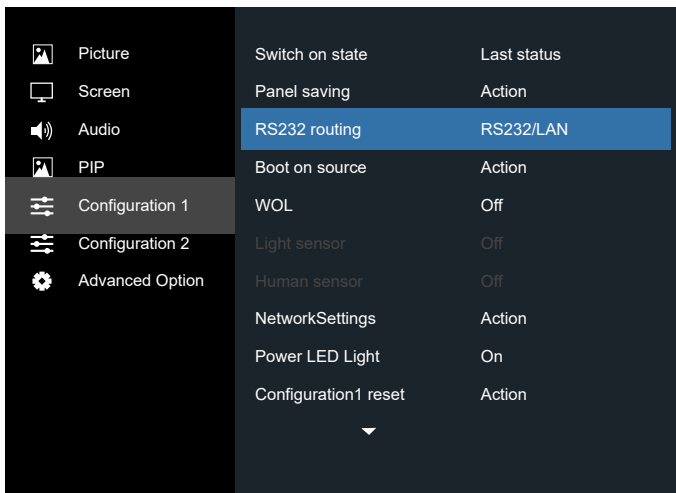 Picture
Screen
Audio
PIP
Configuration 1
Configuration 2
Advanced Option
Switch on state Last status
Panel saving Action
RS232 routing RS232/LAN
Boot on source Action
WOL Off
Light sensor Off
Human sensor Off
NetworkSettings Action
Power LED Light On
Configuration1 reset Action